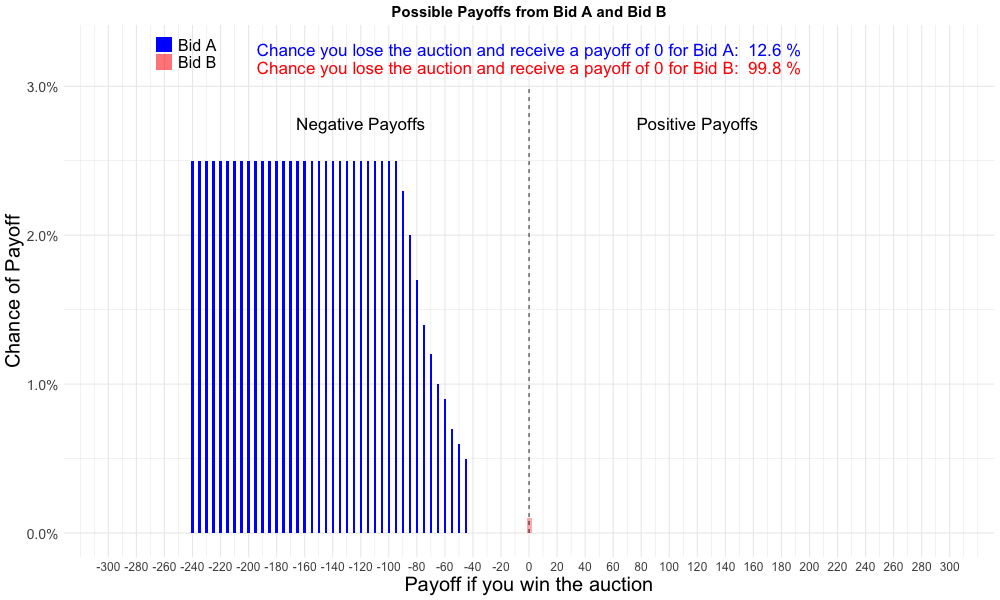 Possible Payoffs from Bid A and Bid B
Bid A
Bid B
Chance you lose the auction and receive a payoff of 0 for Bid A:  12.6 %
Chance you lose the auction and receive a payoff of 0 for Bid B:  99.8 %
Negative Payoffs
Positive Payoffs
Chance of Payoff
3.0%
2.0%
1.0%
0.0%
-300 -280 -260 -240 -220 -200 -180 -160 -140 -120 -100 -80 -60 -40 -20 0 20 40 60 80 100 120 140 160 180 200 220 240 260 280 300
Payoff if you win the auction